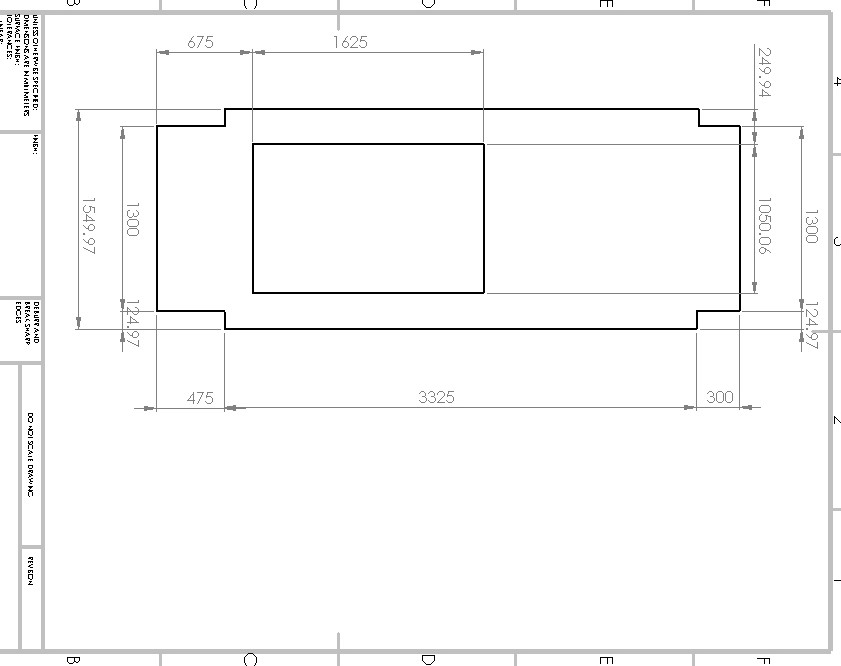 B C D E F
675 1625
249.94
4
1549.97
1300
1050.06
1300
124.97
124.97
475 3325 300
2
1
B C D E F
UNLESS OTHERWISE SPECIFIED:
DIMENSIONS ARE IN MILLIMETERS
SURFACE FINISH:
TOLERANCES:
LINEAR:
FINISH:
DEBURR AND
BREAK SHARP
EDGES
DO NOT SCALE DRAWING
REVISION